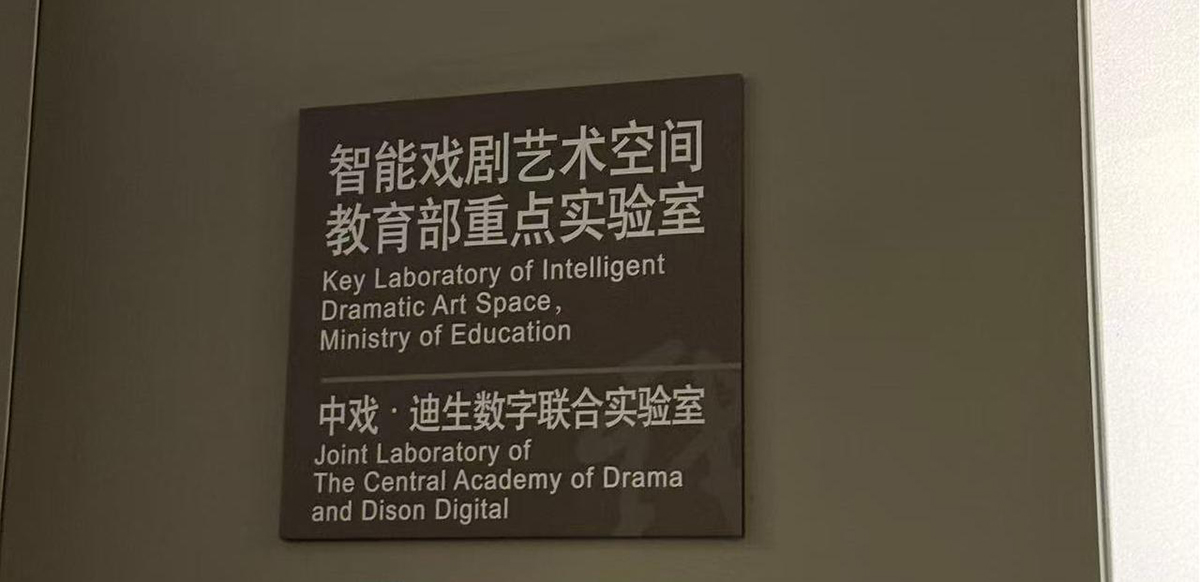 智能戏剧艺术空间
教育部重点实验室
Key Laboratory of Intelligent
Dramatic Art Space,
Ministry of Education
中戏·迪生数字联合实验室
Joint Laboratory of
The Central Academy of Drama
and Dison Digital